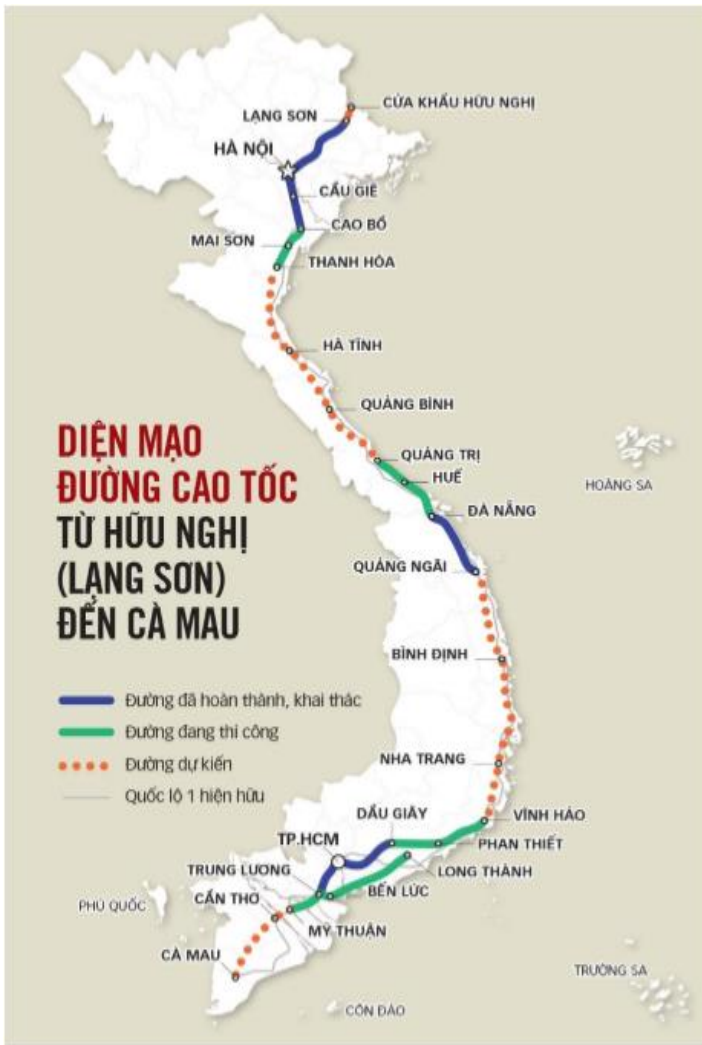 CỬA KHẨU HỮU NGHỊ
LẠNG SƠN
HÀ NỘI
CẦU GIẼ
CAO BỒ
MAI SƠN
THANH HÓA
HÀ TĨNH
QUẢNG BÌNH
DIỆN MẠO
ĐƯỜNG CAO TỐC
TỪ HỮU NGHỊ
(LẠNG SƠN)
ĐẾN CÀ MAU
QUẢNG TRỊ
HUẾ
HOÀNG SA
ĐÀ NẴNG
QUẢNG NGÃI
BÌNH ĐỊNH
Đường đã hoàn thành, khai thác
Đường đang thi công
Đường dự kiến
Quốc lộ 1 hiện hữu
NHA TRANG
DẦU GIÂY
VĨNH HẢO
TP.HCM
PHAN THIẾT
TRUNG LƯƠNG
LONG THÀNH
BẾN LỨC
CẦN THƠ
PHÚ QUỐC
MỸ THUẬN
CÀ MAU
TRƯỜNG SA
CÔN ĐẢO